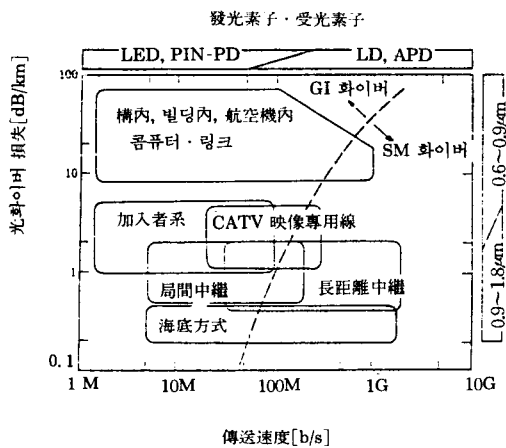 發光素子·受光素子
LED, PIN-PD
LD, APD
100
10
1
0.1
光화이버 損失[dB/km]
GI 화이버
SM 화이버
構內, 빌딩內, 航空機內
콤퓨터·링크
加入者系
CATV 映像專用線
局間中繼
長距離中繼
海底方式
0.6~0.9μm
0.9~1.8μm
1 M
10M
100M
1G
10G
傳送速度[b/s]